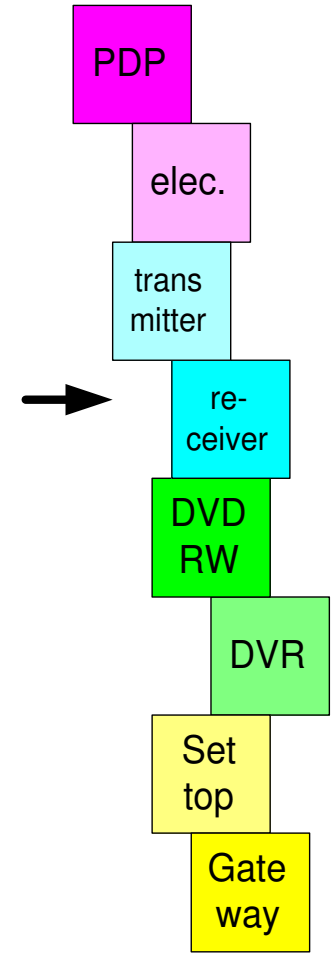 PDP
elec.
trans
mitter
re-
ceiver
DVD
RW
DVR
Set
top
Gate
way